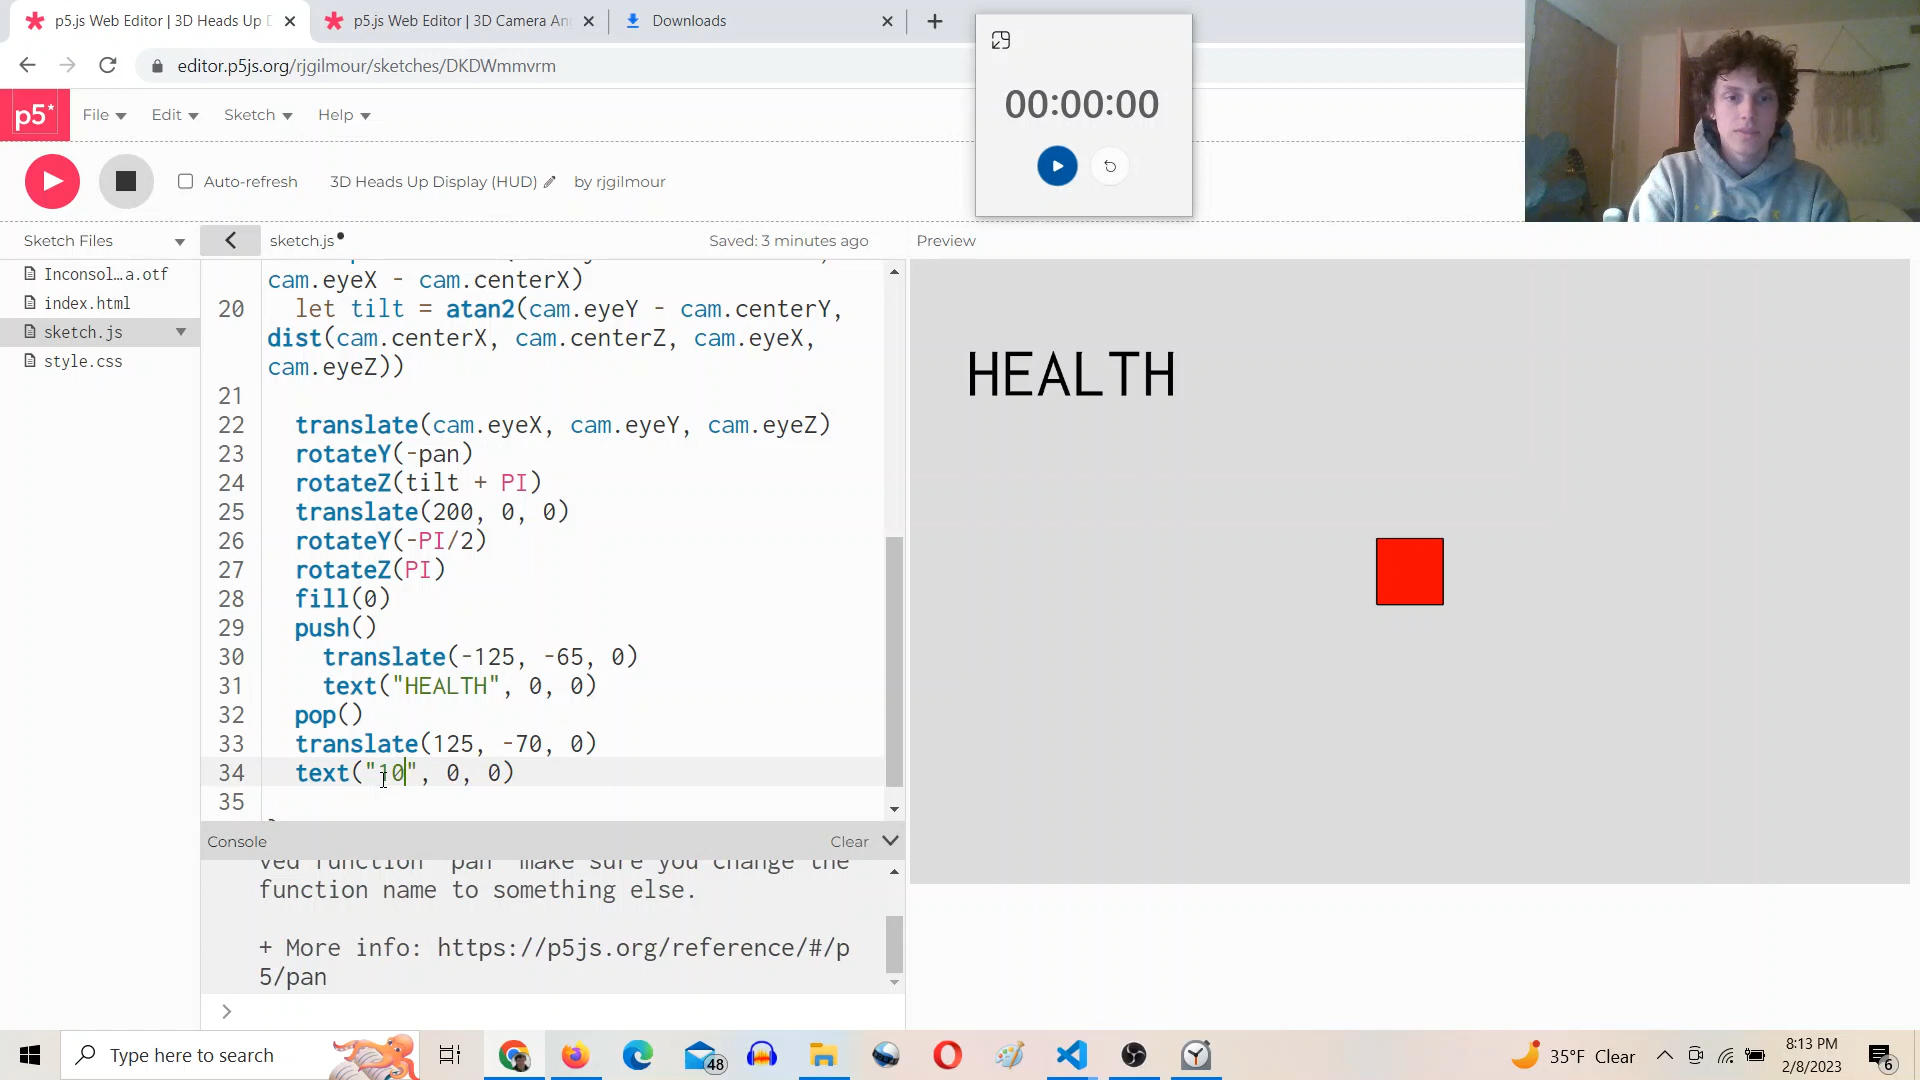 p5.js Web Editor | 3D Heads Up D
p5.js Web Editor | 3D Camera An
Downloads
editor.p5js.org/rjgilmour/sketches/DKDWmmvrm
00:00:00
p5*
File
Edit
Sketch
Help
Auto-refresh
3D Heads Up Display (HUD)
by rjgilmour
Sketch Files
sketch.js
Saved: 3 minutes ago
Preview
Inconsol…a.otf
index.html
sketch.js
style.css
cam.eyeX - cam.centerX)
20 let tilt = atan2(cam.eyeY - cam.centerY,
dist(cam.centerX, cam.centerZ, cam.eyeX,
cam.eyeZ))
21
22 translate(cam.eyeX, cam.eyeY, cam.eyeZ)
23 rotateY(-pan)
24 rotateZ(tilt + PI)
25 translate(200, 0, 0)
26 rotateY(-PI/2)
27 rotateZ(PI)
28 fill(0)
29 push()
30 translate(-125, -65, 0)
31 text("HEALTH", 0, 0)
32 pop()
33 translate(125, -70, 0)
34 text("10", 0, 0)
35
HEALTH
Console
Clear
ved function "pan" make sure you change the
function name to something else.
+ More info: https://p5js.org/reference/#/p
5/pan
>
Type here to search
48
35°F Clear
8:13 PM
2/8/2023
6